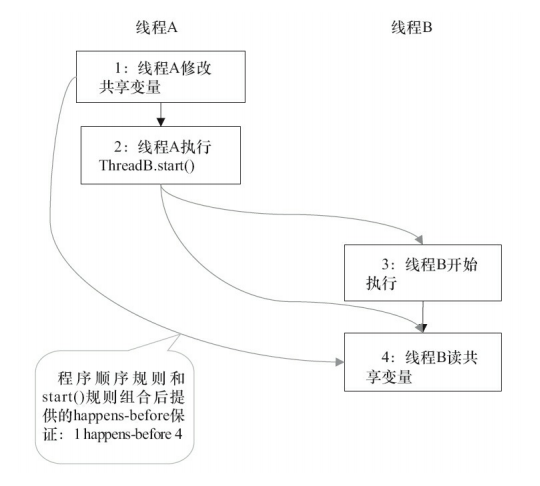 线程A
线程B
1：线程A修改
共享变量
2：线程A执行
ThreadB.start()
3：线程B开始
执行
4：线程B读共
享变量
程序顺序规则和
start()规则组合后提
供的happens-before保
证：1 happens-before 4